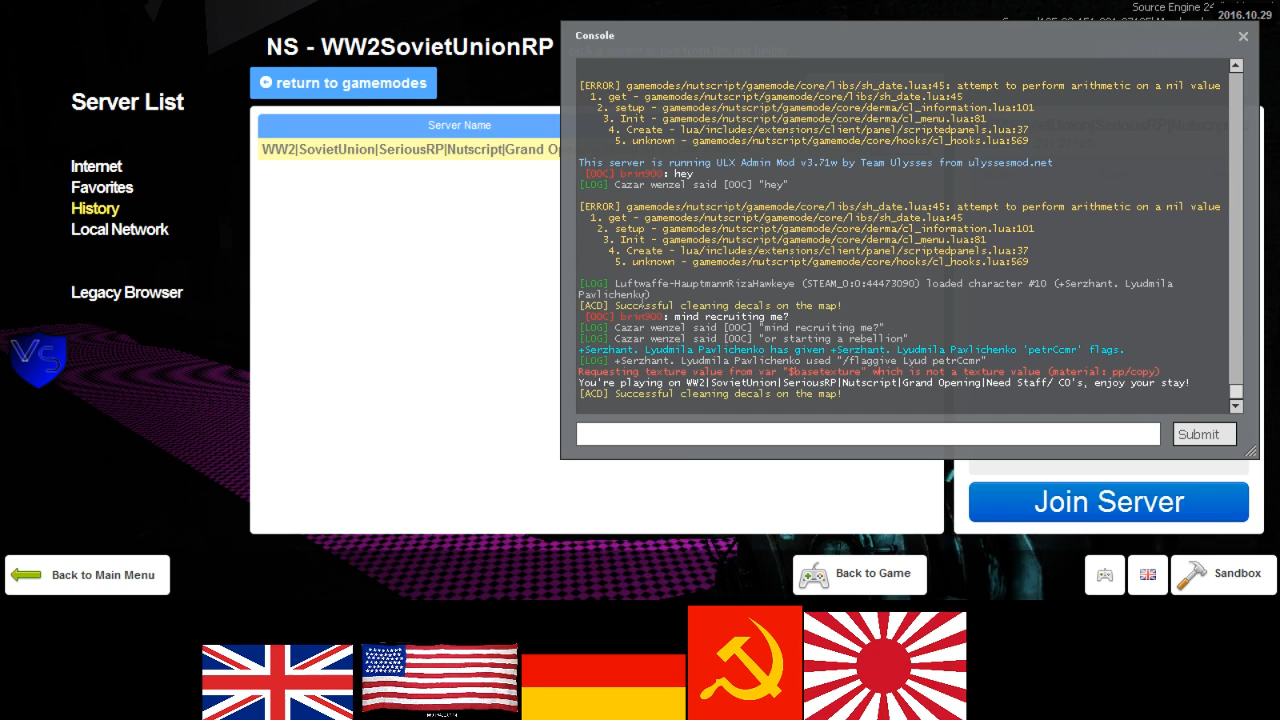 Source Engine 24
2016.10.29
NS - WW2SovietUnionRP
return to gamemodes
Server List
Internet
Favorites
History
Local Network
Legacy Browser
Server Name
WW2|SovietUnion|SeriousRP|Nutscript|Grand Ope
Console
[ERROR] gamemodes/nutscript/gamemode/core/libs/sh_date.lua:45: attempt to perform arithmetic on a nil value
1. get - gamemodes/nutscript/gamemode/core/libs/sh_date.lua:45
2. setup - gamemodes/nutscript/gamemode/core/derma/cl_information.lua:101
3. Init - gamemodes/nutscript/gamemode/core/derma/cl_menu.lua:81
4. Create - lua/includes/extensions/client/panel/scriptedpanels.lua:37
5. unknown - gamemodes/nutscript/gamemode/core/hooks/cl_hooks.lua:569
This server is running ULX Admin Mod v3.71w by Team Ulysses from ulyssesmod.net
[OOC] brin900: hey
[LOG] Cazar wenzel said [OOC] "hey"
[ERROR] gamemodes/nutscript/gamemode/core/libs/sh_date.lua:45: attempt to perform arithmetic on a nil value
1. get - gamemodes/nutscript/gamemode/core/libs/sh_date.lua:45
2. setup - gamemodes/nutscript/gamemode/core/derma/cl_information.lua:101
3. Init - gamemodes/nutscript/gamemode/core/derma/cl_menu.lua:81
4. Create - lua/includes/extensions/client/panel/scriptedpanels.lua:37
5. unknown - gamemodes/nutscript/gamemode/core/hooks/cl_hooks.lua:569
[LOG] Luftwaffe-HauptmannRizaHawkeye (STEAM_0:0:44473090) loaded character #10 (+Serzhant. Lyudmila
Pavlichenko)
[ACD] Successful cleaning decals on the map!
[OOC] brin900: mind recruiting me?
[LOG] Cazar wenzel said [OOC] "mind recruiting me?"
[LOG] Cazar wenzel said [OOC] "or starting a rebellion"
+Serzhant. Lyudmila Pavlichenko has given +Serzhant. Lyudmila Pavlichenko 'petrCcmr' flags.
[LOG] +Serzhant. Lyudmila Pavlichenko used "/flaggive Lyud petrCcmr"
Requesting texture value from var "$basetexture" which is not a texture value (material: pp/copy)
You're playing on WW2|SovietUnion|SeriousRP|Nutscript|Grand Opening|Need Staff/ CO's, enjoy your stay!
[ACD] Successful cleaning decals on the map!
Submit
Join Server
Back to Main Menu
Back to Game
Sandbox
VS